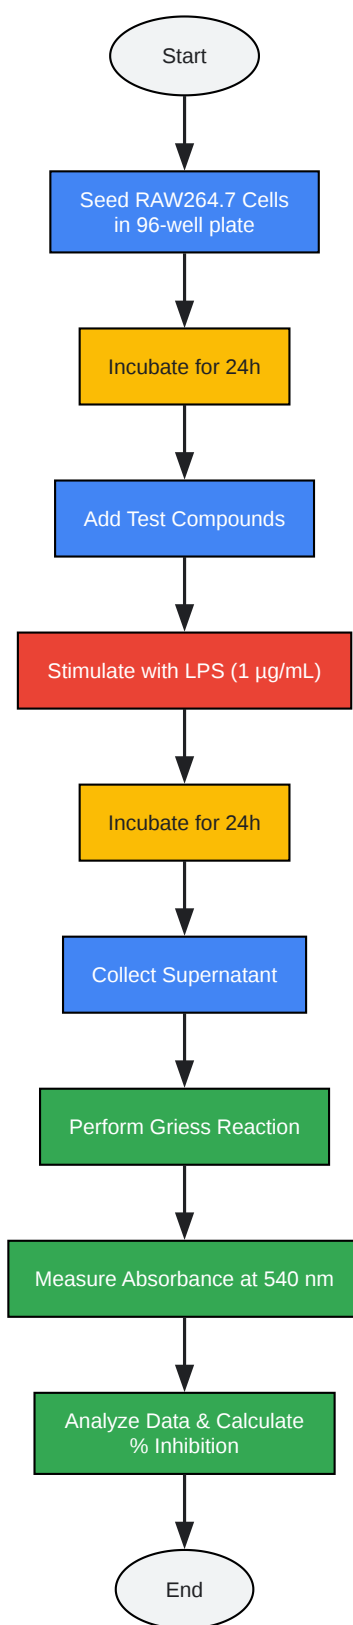 Start
Seed RAW264.7 Cells
in 96-well plate
Incubate for 24h
Add Test Compounds
Stimulate with LPS (1 µg/mL)
Incubate for 24h
Collect Supernatant
Perform Griess Reaction
Measure Absorbance at 540 nm
Analyze Data & Calculate
% Inhibition
End